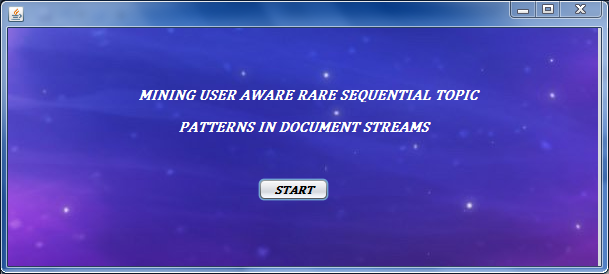 MINING USER AWARE RARE SEQUENTIAL TOPIC
PATTERNS IN DOCUMENT STREAMS
START